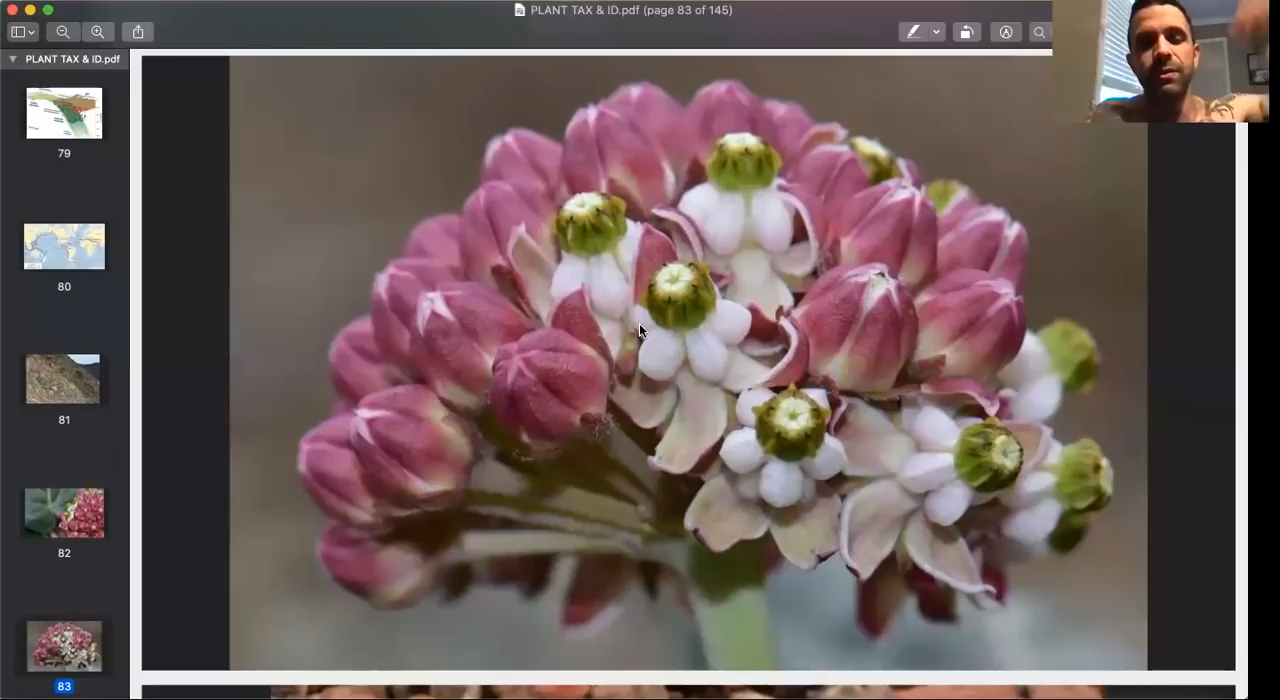 PLANT TAX & ID.pdf (page 83 of 145)
PLANT TAX & ID.pdf
79
80
81
82
83